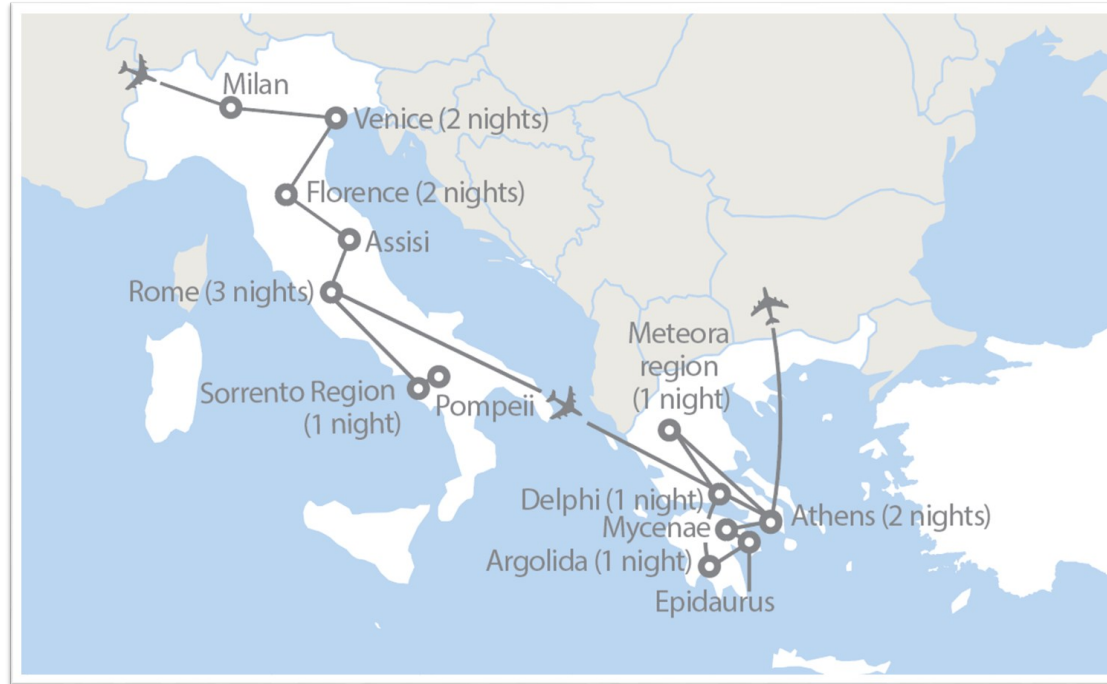 Milan
Venice (2 nights)
Florence (2 nights)
Assisi
Rome (3 nights)
Sorrento Region
(1 night)
Pompeii
Meteora
region
(1 night)
Delphi (1 night)
Athens (2 nights)
Mycenae
Argolida (1 night)
Epidaurus